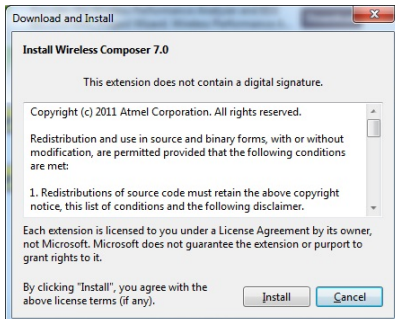 Download and Install
Install Wireless Composer 7.0
This extension does not contain a digital signature.
Copyright (c) 2011 Atmel Corporation. All rights reserved.
Redistribution and use in source and binary forms, with or without
modification, are permitted provided that the following conditions
are met:
1. Redistributions of source code must retain the above copyright
notice, this list of conditions and the following disclaimer.
Each extension is licensed to you under a License Agreement by its owner,
not Microsoft. Microsoft does not guarantee the extension or purport to
grant rights to it.
By clicking "Install", you agree with the
above license terms (if any).
Install
Cancel